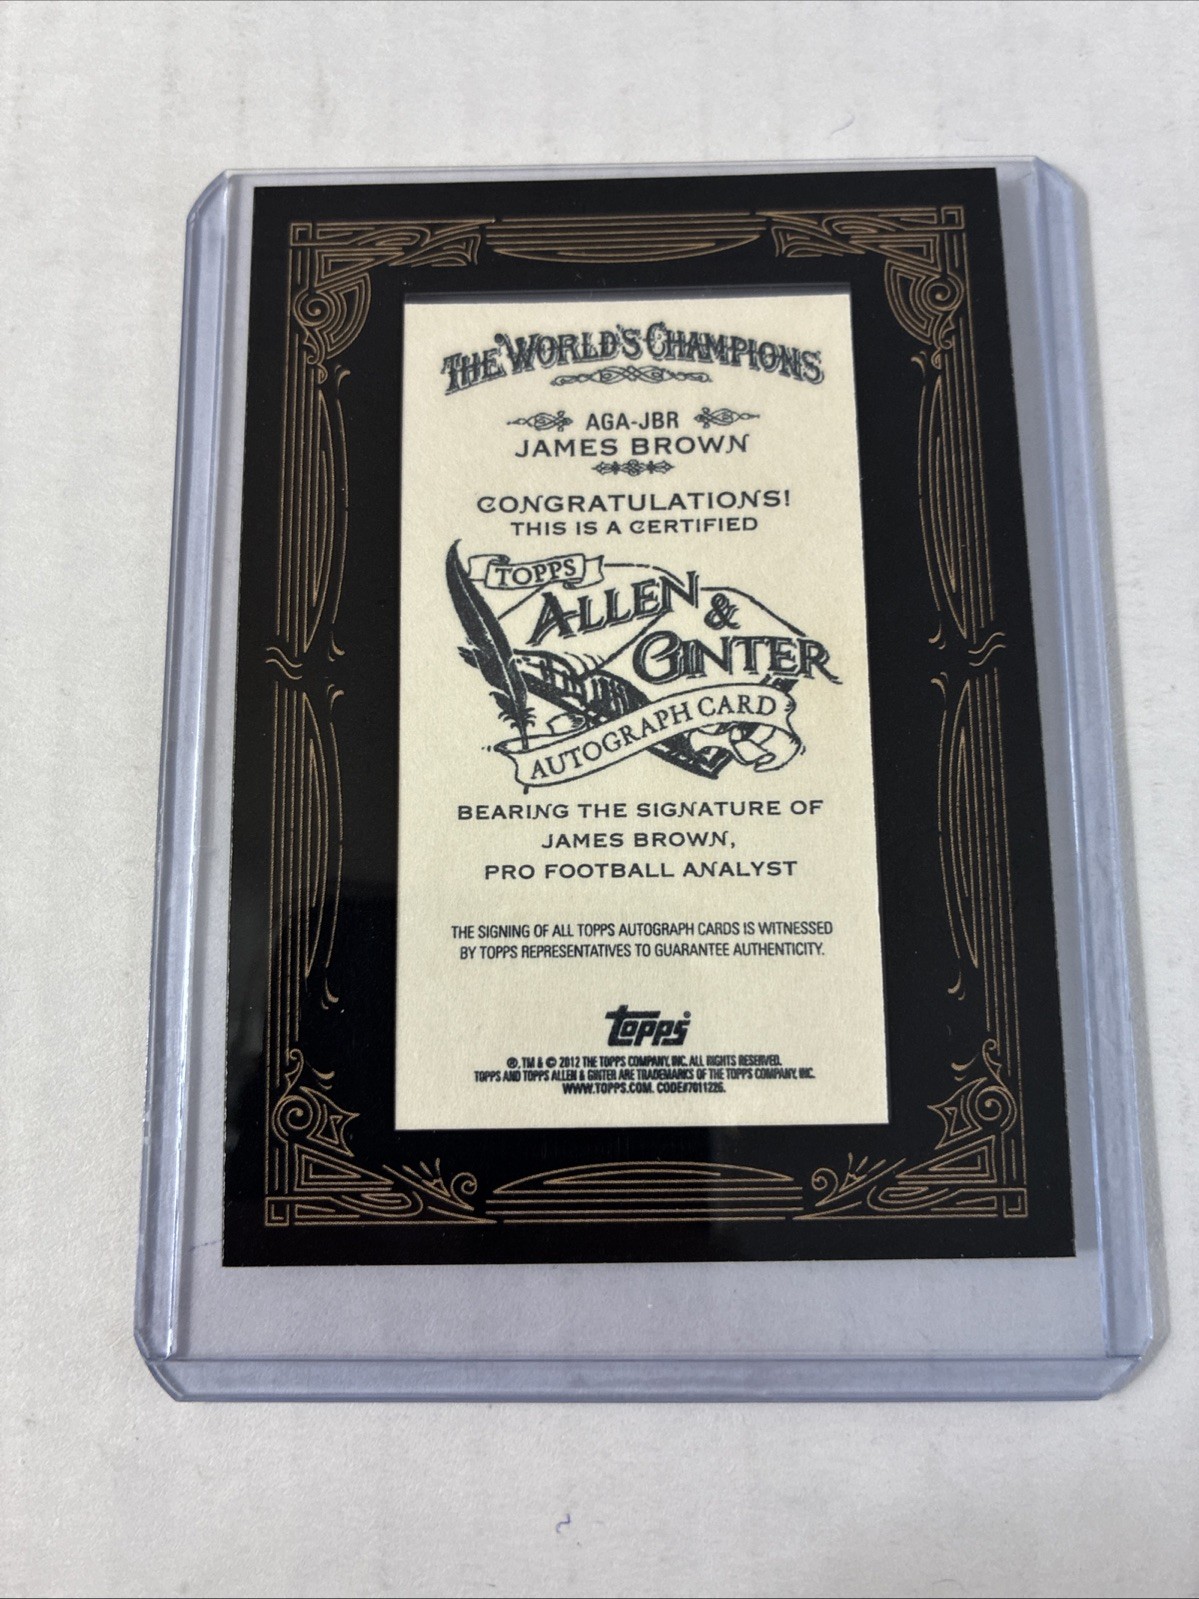 THE WORLD'S CHAMPIONS
AGA-JBR
JAMES BROWN
CONGRATULATIONS!
THIS IS A CERTIFIED
TOPPS
ALLEN &
GINTER
AUTOGRAPH CARD
BEARING THE SIGNATURE OF
JAMES BROWN,
PRO FOOTBALL ANALYST
THE SIGNING OF ALL TOPPS AUTOGRAPH CARDS IS WITNESSED
BY TOPPS REPRESENTATIVES TO GUARANTEE AUTHENTICITY.
topps
®, TM & © 2012 THE TOPPS COMPANY, INC. ALL RIGHTS RESERVED.
TOPPS AND TOPPS ALLEN & GINTER ARE TRADEMARKS OF THE TOPPS COMPANY, INC.
WWW.TOPPS.COM. CODE#7011226.